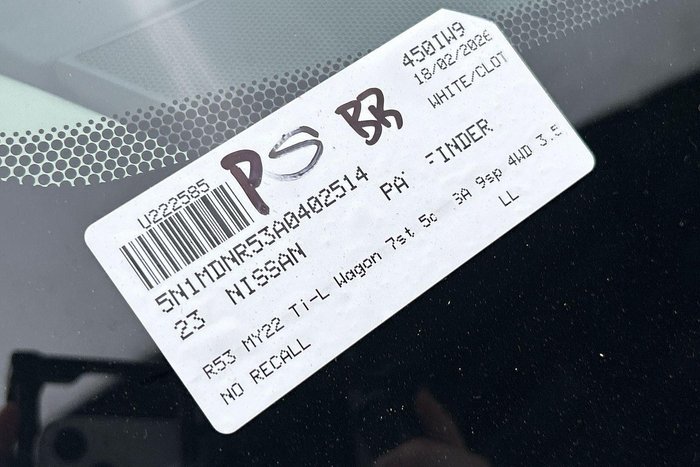 450IW9
18/02/2026
WHITE/CLOT
PS BR
U222585
5N1MDNR53A0402514
23 NISSAN PA FINDER
R53 MY22 Ti-L Wagon 7st 5c 3A 9sp 4WD 3.5
NO RECALL LL